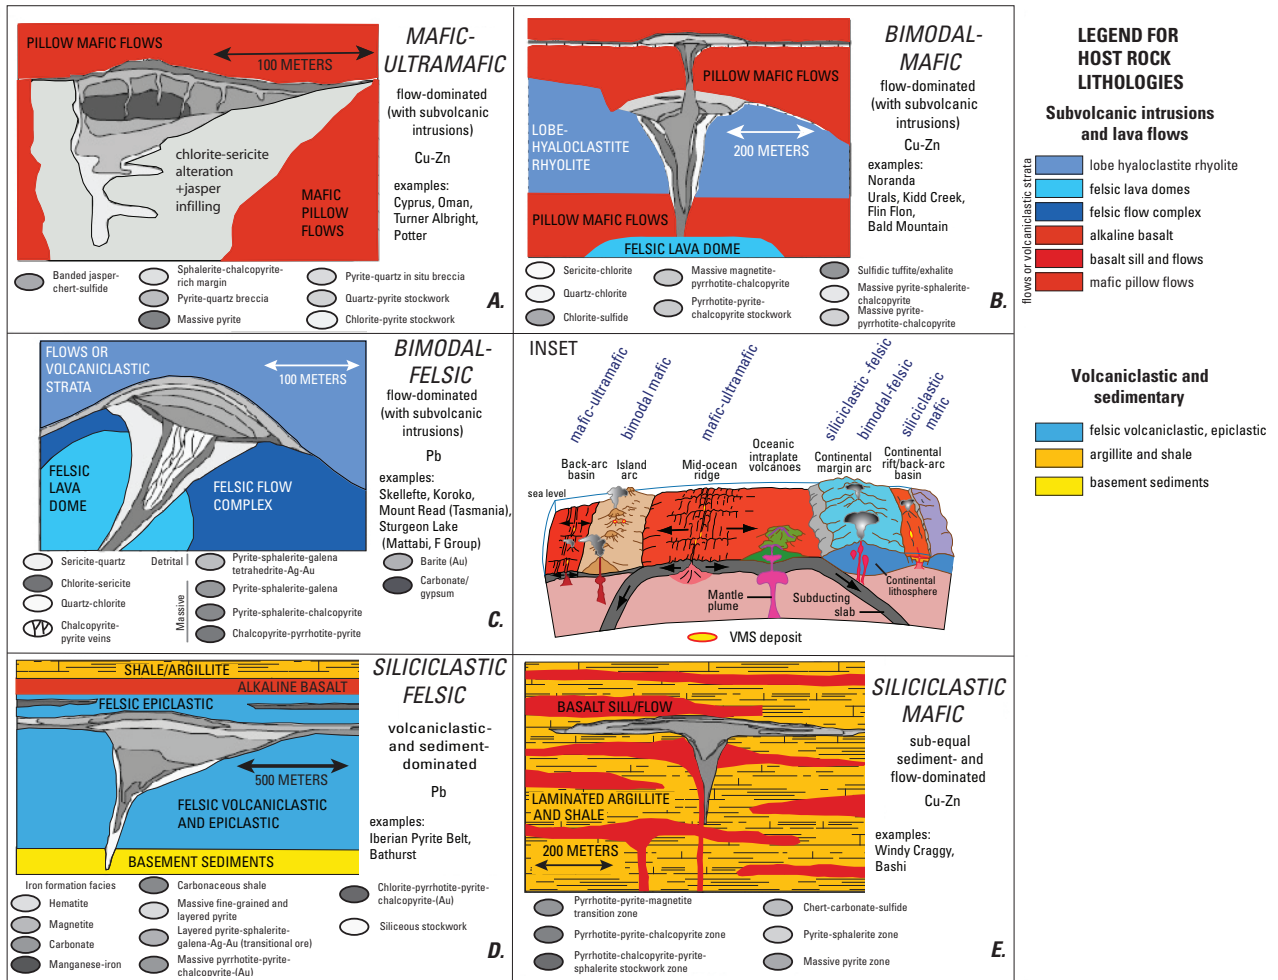 PILLOW MAFIC FLOWS
100 METERS
chlorite-sericite
alteration
+jasper
infilling
MAFIC
PILLOW
FLOWS
MAFIC-
ULTRAMAFIC
flow-dominated
(with subvolcanic
intrusions)
Cu-Zn
examples:
Cyprus, Oman,
Turner Albright,
Potter
Banded jasper-
chert-sulfide
Sphalerite-chalcopyrite-
rich margin
Pyrite-quartz breccia
Massive pyrite
Pyrite-quartz in situ breccia
Quartz-pyrite stockwork
Chlorite-pyrite stockwork
A.
PILLOW MAFIC FLOWS
LOBE-
HYALOCLASTITE
RHYOLITE
200 METERS
PILLOW MAFIC FLOWS
FELSIC LAVA DOME
BIMODAL-
MAFIC
flow-dominated
(with subvolcanic
intrusions)
Cu-Zn
examples:
Noranda
Urals, Kidd Creek,
Flin Flon,
Bald Mountain
Sericite-chlorite
Quartz-chlorite
Chlorite-sulfide
Massive magnetite-
pyrrhotite-chalcopyrite
Pyrrhotite-pyrite-
chalcopyrite stockwork
Sulfidic tuffite/exhalite
Massive pyrite-sphalerite-
chalcopyrite
Massive pyrite-
pyrrhotite-chalcopyrite
B.
LEGEND FOR
HOST ROCK
LITHOLOGIES
Subvolcanic intrusions
and lava flows
flows or volcaniclastic strata
lobe hyaloclastite rhyolite
felsic lava domes
felsic flow complex
alkaline basalt
basalt sill and flows
mafic pillow flows
Volcaniclastic and
sedimentary
felsic volcaniclastic, epiclastic
argillite and shale
basement sediments
FLOWS OR
VOLCANICLASTIC
STRATA
100 METERS
FELSIC
LAVA
DOME
FELSIC FLOW
COMPLEX
BIMODAL-
FELSIC
flow-dominated
(with subvolcanic
intrusions)
Pb
examples:
Skellefte, Koroko,
Mount Read (Tasmania),
Sturgeon Lake
(Mattabi, F Group)
Sericite-quartz
Chlorite-sericite
Quartz-chlorite
Chalcopyrite-
pyrite veins
Detrital
Massive
Pyrite-sphalerite-galena
tetrahedrite-Ag-Au
Pyrite-sphalerite-galena
Pyrite-sphalerite-chalcopyrite
Chalcopyrite-pyrrhotite-pyrite
Barite (Au)
Carbonate/
gypsum
C.
INSET
mafic-ultramafic
bimodal mafic
mafic-ultramafic
siliciclastic -felsic
bimodal-felsic
siliciclastic
mafic
Back-arc
basin
Island
arc
Mid-ocean
ridge
Oceanic
intraplate
volcanoes
Continental
margin arc
Continental
rift/back-arc
basin
sea level
Mantle
plume
Subducting
slab
Continental
lithosphere
VMS deposit
SHALE/ARGILLITE
ALKALINE BASALT
FELSIC EPICLASTIC
500 METERS
FELSIC VOLCANICLASTIC
AND EPICLASTIC
BASEMENT SEDIMENTS
SILICICLASTIC
FELSIC
volcaniclastic-
and sediment-
dominated
Pb
examples:
Iberian Pyrite Belt,
Bathurst
Iron formation facies
Hematite
Magnetite
Carbonate
Manganese-iron
Carbonaceous shale
Massive fine-grained and
layered pyrite
Layered pyrite-sphalerite-
galena-Ag-Au (transitional ore)
Massive pyrrhotite-pyrite-
chalcopyrite-(Au)
Chlorite-pyrrhotite-pyrite-
chalcopyrite-(Au)
Siliceous stockwork
D.
BASALT SILL/FLOW
LAMINATED ARGILLITE
AND SHALE
200 METERS
SILICICLASTIC
MAFIC
sub-equal
sediment- and
flow-dominated
Cu-Zn
examples:
Windy Craggy,
Bashi
Pyrrhotite-pyrite-magnetite
transition zone
Pyrrhotite-pyrite-chalcopyrite zone
Pyrrhotite-chalcopyrite-pyrite-
sphalerite stockwork zone
Chert-carbonate-sulfide
Pyrite-sphalerite zone
Massive pyrite zone
E.